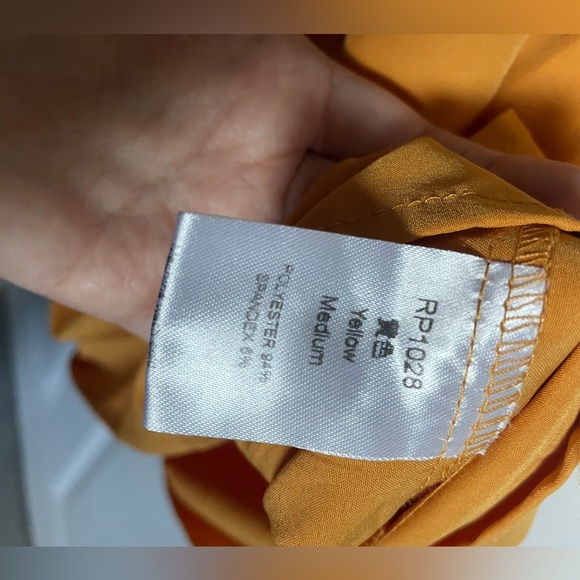 RP1028
黄色
Yellow
Medium
POLYESTER 94%
SPANDEX 6%